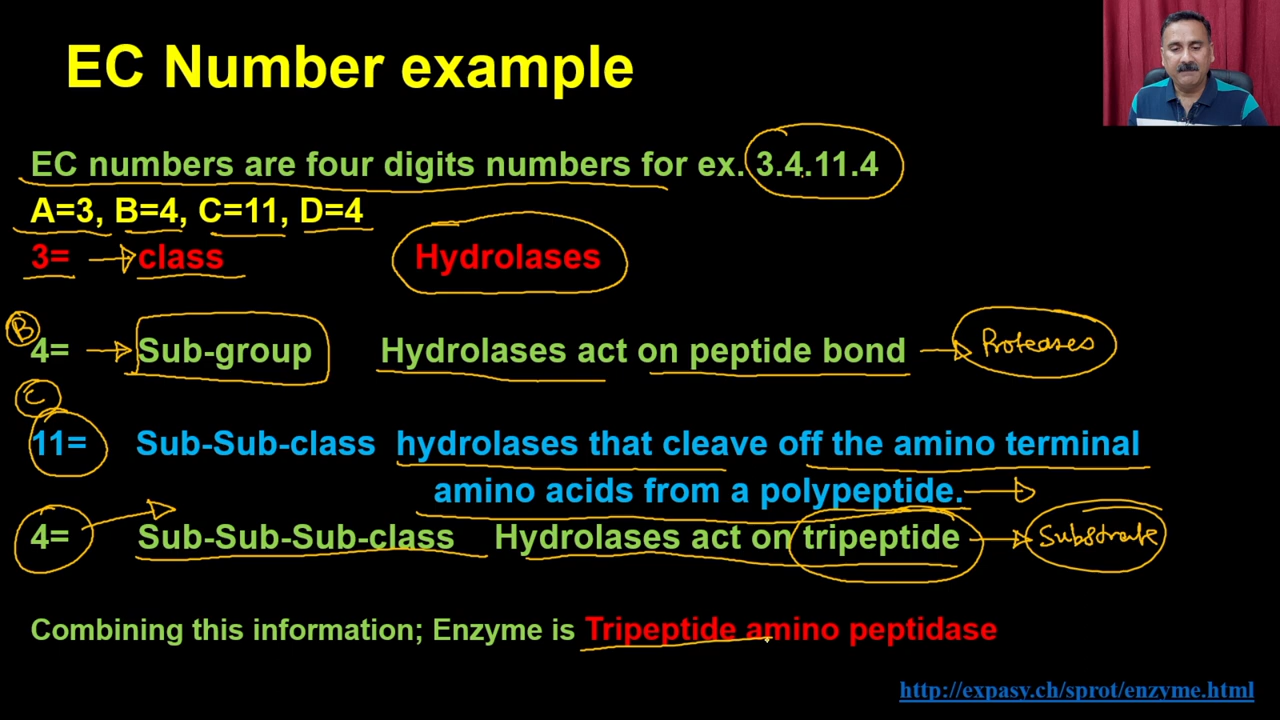 EC Number example
EC numbers are four digits numbers for ex. 3.4.11.4
A=3, B=4, C=11, D=4
3= class Hydrolases
B
4= Sub-group Hydrolases act on peptide bond Proteases
C
11= Sub-Sub-class hydrolases that cleave off the amino terminal
amino acids from a polypeptide.
4= Sub-Sub-Sub-class Hydrolases act on tripeptide Substrate
Combining this information; Enzyme is Tripeptide amino peptidase
http://expasy.ch/sprot/enzyme.html